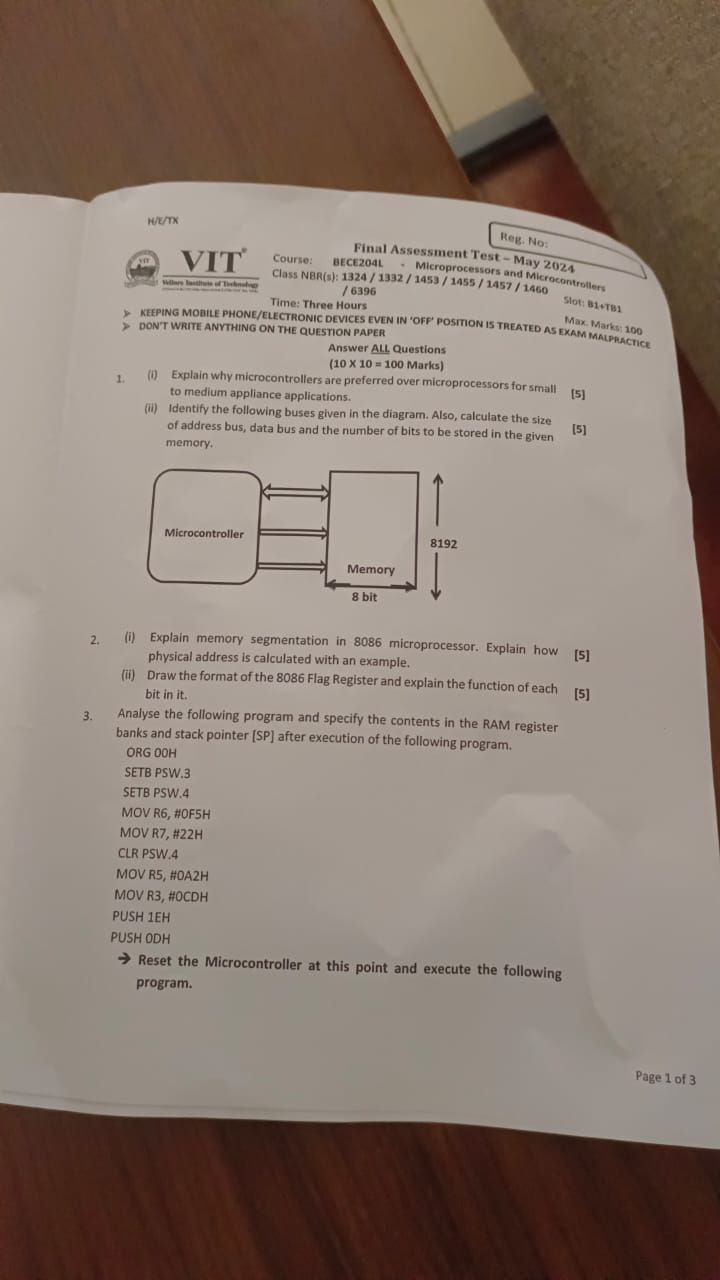 H/E/TX
Reg. No:
VIT
VIT®
Vellore Institute of Technology
Final Assessment Test – May 2024
Course: BECE204L - Microprocessors and Microcontrollers
Class NBR(s): 1324 / 1332 / 1453 / 1455 / 1457 / 1460
/ 6396
Slot: B1+TB1
Time: Three Hours
Max. Marks: 100
➤ KEEPING MOBILE PHONE/ELECTRONIC DEVICES EVEN IN ‘OFF’ POSITION IS TREATED AS EXAM MALPRACTICE
➤ DON'T WRITE ANYTHING ON THE QUESTION PAPER
Answer ALL Questions
(10 X 10 = 100 Marks)
1. (i) Explain why microcontrollers are preferred over microprocessors for small [5]
to medium appliance applications.
(ii) Identify the following buses given in the diagram. Also, calculate the size
of address bus, data bus and the number of bits to be stored in the given [5]
memory.
Microcontroller
Memory
8192
8 bit
2. (i) Explain memory segmentation in 8086 microprocessor. Explain how [5]
physical address is calculated with an example.
(ii) Draw the format of the 8086 Flag Register and explain the function of each [5]
bit in it.
3. Analyse the following program and specify the contents in the RAM register
banks and stack pointer [SP] after execution of the following program.
ORG 00H
SETB PSW.3
SETB PSW.4
MOV R6, #0F5H
MOV R7, #22H
CLR PSW.4
MOV R5, #0A2H
MOV R3, #0CDH
PUSH 1EH
PUSH 0DH
→ Reset the Microcontroller at this point and execute the following
program.
Page 1 of 3